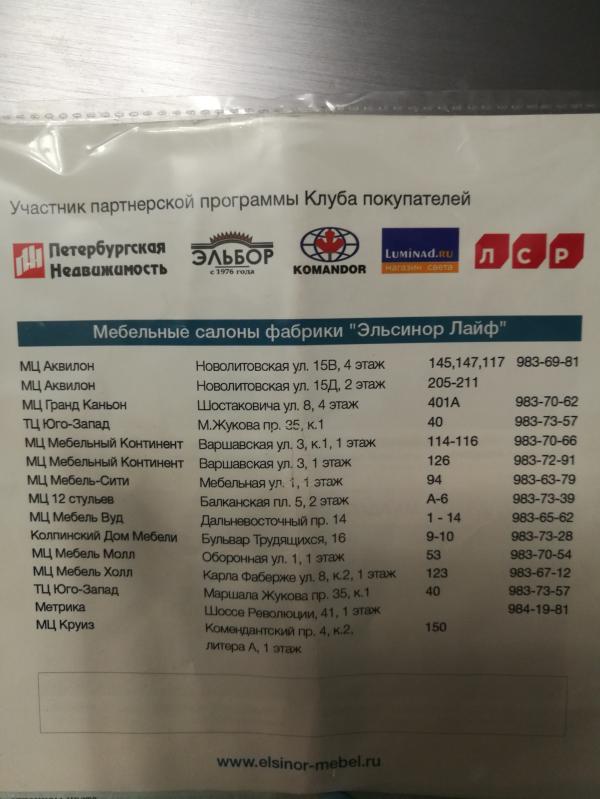 Участник партнерской программы Клуба покупателей
Петербургская Недвижимость ЭЛЬБОР с 1976 года KOMANDOR LUMINAD.RU магазин света ЛСР
Мебельные салоны фабрики "Эльсинор Лайф"
МЦ Аквилон Новолитовская ул. 15В, 4 этаж 145,147,117 983-69-81
МЦ Аквилон Новолитовская ул. 15Д, 2 этаж 205-211
МЦ Гранд Каньон Шостаковича ул. 8, 4 этаж 401А 983-70-62
ТЦ Юго-Запад М.Жукова пр. 35, к.1 40 983-73-57
МЦ Мебельный Континент Варшавская ул. 3, к.1, 1 этаж 114-116 983-70-66
МЦ Мебельный Континент Варшавская ул. 3, 1 этаж 126 983-72-91
МЦ Мебель-Сити Мебельная ул. 1, 1 этаж 94 983-63-79
МЦ 12 стульев Балканская пл. 5, 2 этаж А-6 983-73-39
МЦ Мебель Вуд Дальневосточный пр. 14 1 - 14 983-65-62
Колпинский Дом Мебели Бульвар Трудящихся, 16 9-10 983-73-28
МЦ Мебель Молл Оборонная ул. 1, 1 этаж 53 983-70-54
МЦ Мебель Холл Карла Фаберже ул. 8, к.2, 1 этаж 123 983-67-12
ТЦ Юго-Запад Маршала Жукова пр. 35, к.1 40 983-73-57
Метрика Шоссе Революции, 41, 1 этаж 984-19-81
МЦ Круиз Комендантский пр. 4, к.2, 150
литера А, 1 этаж
www.elsinor-mebel.ru